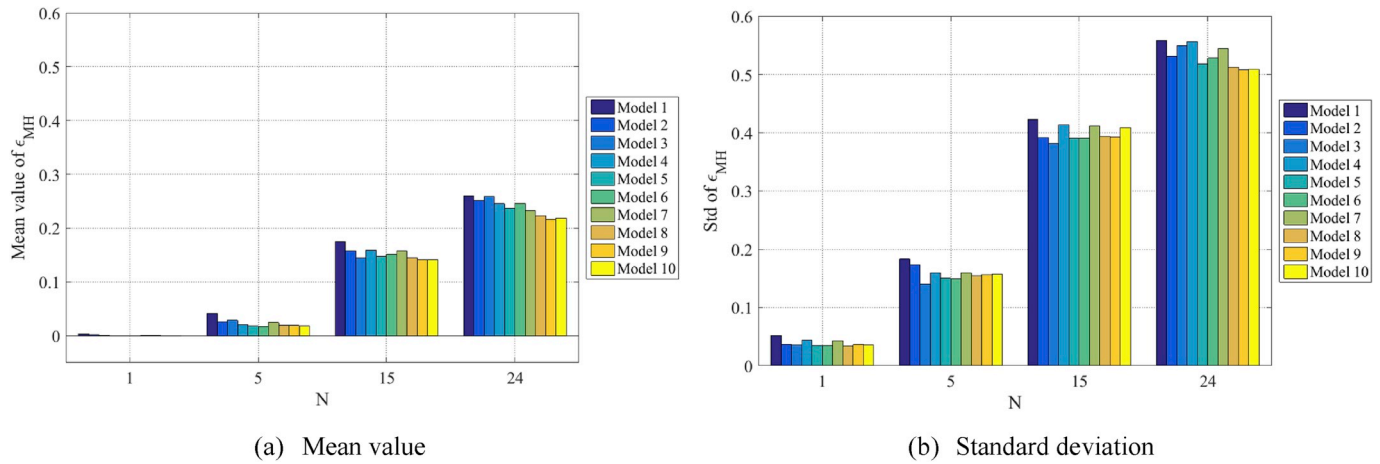 0.6
0.5
0.4
0.3
0.2
0.1
0
Mean value of ϵMH
1 5 15 24
N
Model 1
Model 2
Model 3
Model 4
Model 5
Model 6
Model 7
Model 8
Model 9
Model 10
(a) Mean value
0.6
0.5
0.4
0.3
0.2
0.1
0
Std of ϵMH
1 5 15 24
N
Model 1
Model 2
Model 3
Model 4
Model 5
Model 6
Model 7
Model 8
Model 9
Model 10
(b) Standard deviation